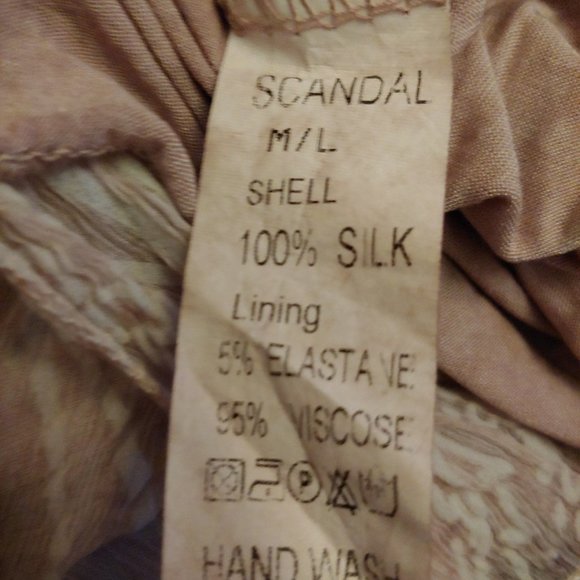 SCANDAL
M/L
SHELL
100% SILK
Lining
5% ELASTANE
95% VISCOSE
P
HAND WASH